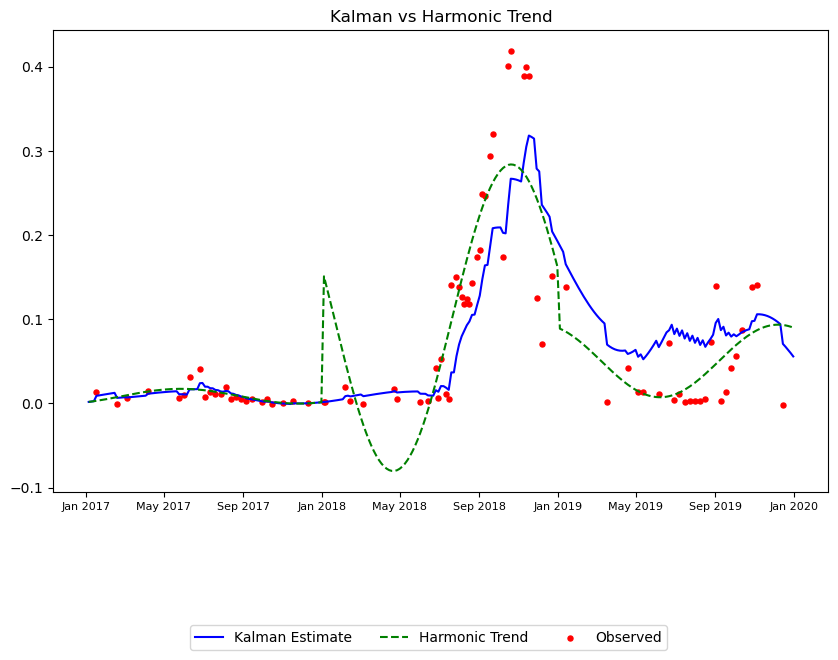 Kalman vs Harmonic Trend
0.4
0.3
0.2
0.1
0.0
−0.1
Jan 2017 May 2017 Sep 2017 Jan 2018 May 2018 Sep 2018 Jan 2019 May 2019 Sep 2019 Jan 2020
Kalman Estimate Harmonic Trend Observed